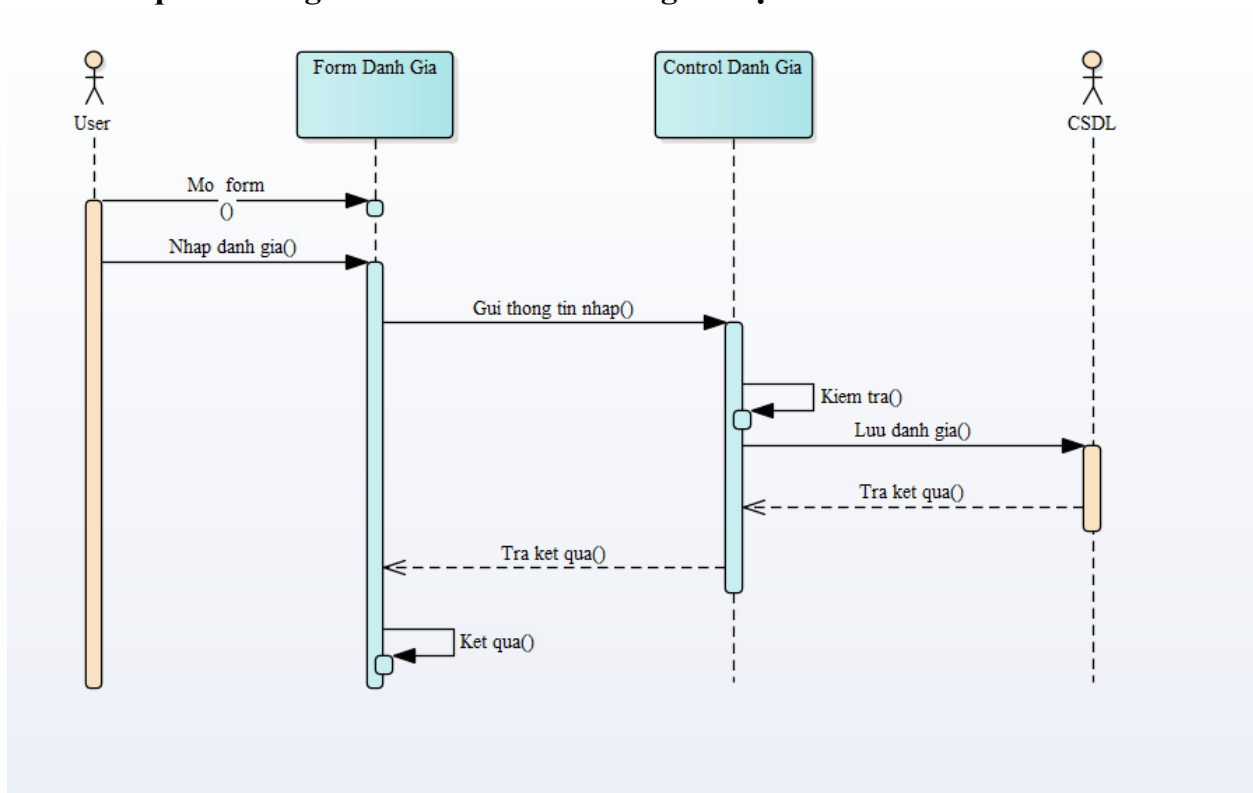 Form Danh Gia
Control Danh Gia
User
CSDL
Mo form
()
Nhap danh gia()
Gui thong tin nhap()
Kiem tra()
Luu danh gia()
Tra ket qua()
Tra ket qua()
Ket qua()